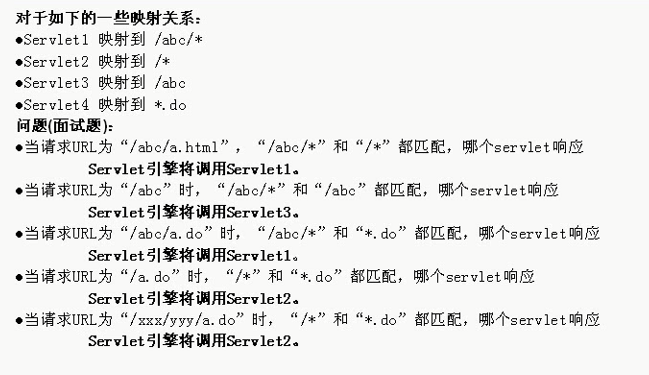 对于如下的一些映射关系：
●Servlet1 映射到 /abc/*
●Servlet2 映射到 /*
●Servlet3 映射到 /abc
●Servlet4 映射到 *.do
问题(面试题)：
●当请求URL为“/abc/a.html”，“/abc/*”和“/*”都匹配，哪个servlet响应
Servlet引擎将调用Servlet1。
●当请求URL为“/abc”时，“/abc/*”和“/abc”都匹配，哪个servlet响应
Servlet引擎将调用Servlet3。
●当请求URL为“/abc/a.do”时，“/abc/*”和“*.do”都匹配，哪个servlet响应
Servlet引擎将调用Servlet1。
●当请求URL为“/a.do”时，“/*”和“*.do”都匹配，哪个servlet响应
Servlet引擎将调用Servlet2。
●当请求URL为“/xxx/yyy/a.do”时，“/*”和“*.do”都匹配，哪个servlet响应
Servlet引擎将调用Servlet2。